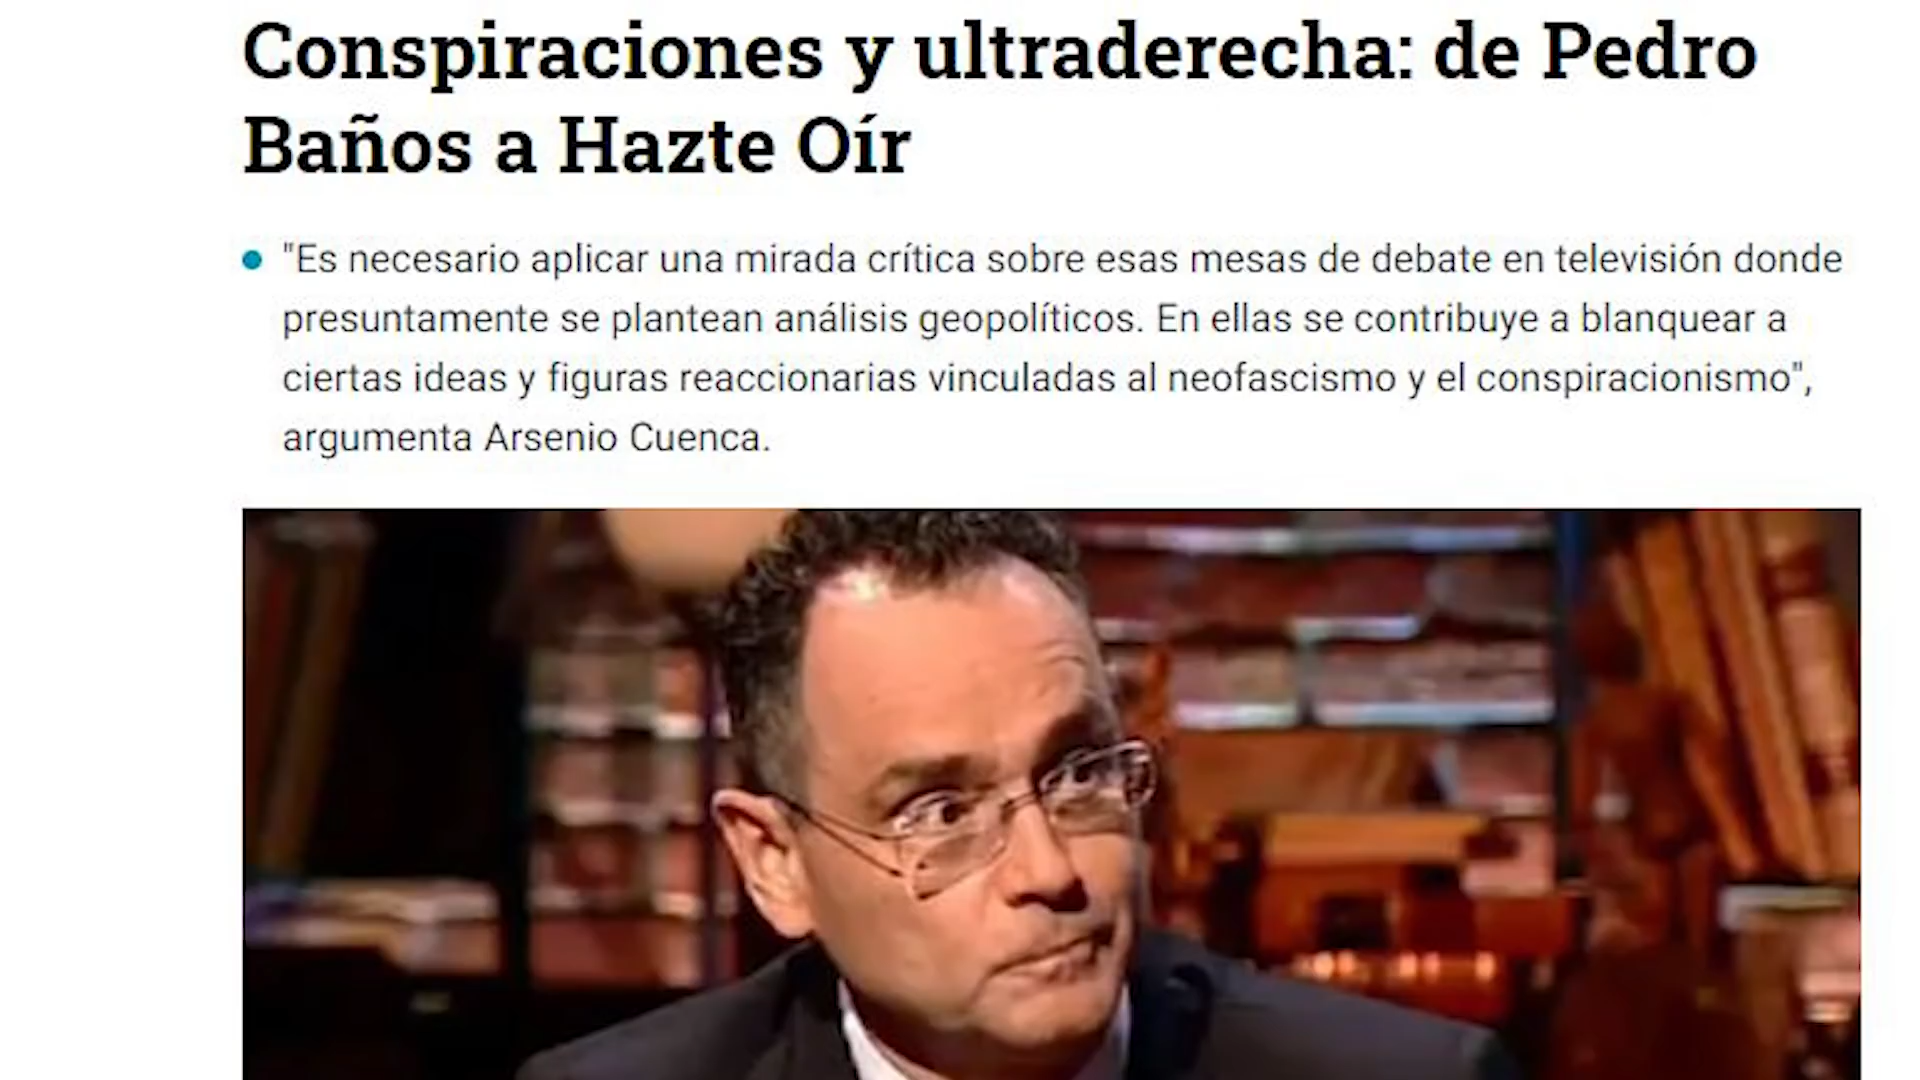 Conspiraciones y ultraderecha: de Pedro
Baños a Hazte Oír
"Es necesario aplicar una mirada crítica sobre esas mesas de debate en televisión donde
presuntamente se plantean análisis geopolíticos. En ellas se contribuye a blanquear a
ciertas ideas y figuras reaccionarias vinculadas al neofascismo y el conspiracionismo",
argumenta Arsenio Cuenca.